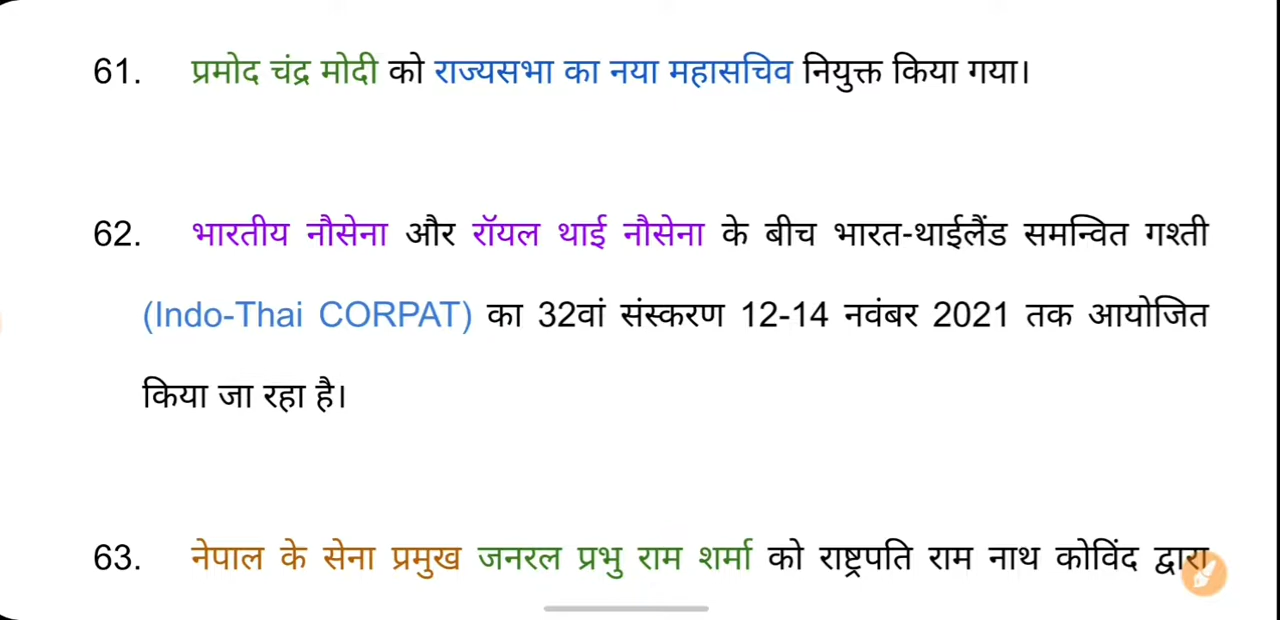 61. प्रमोद चंद्र मोदी को राज्यसभा का नया महासचिव नियुक्त किया गया।
62. भारतीय नौसेना और रॉयल थाई नौसेना के बीच भारत-थाईलैंड समन्वित गश्ती
(Indo-Thai CORPAT) का 32वां संस्करण 12-14 नवंबर 2021 तक आयोजित
किया जा रहा है।
63. नेपाल के सेना प्रमुख जनरल प्रभु राम शर्मा को राष्ट्रपति राम नाथ कोविंद द्वारा